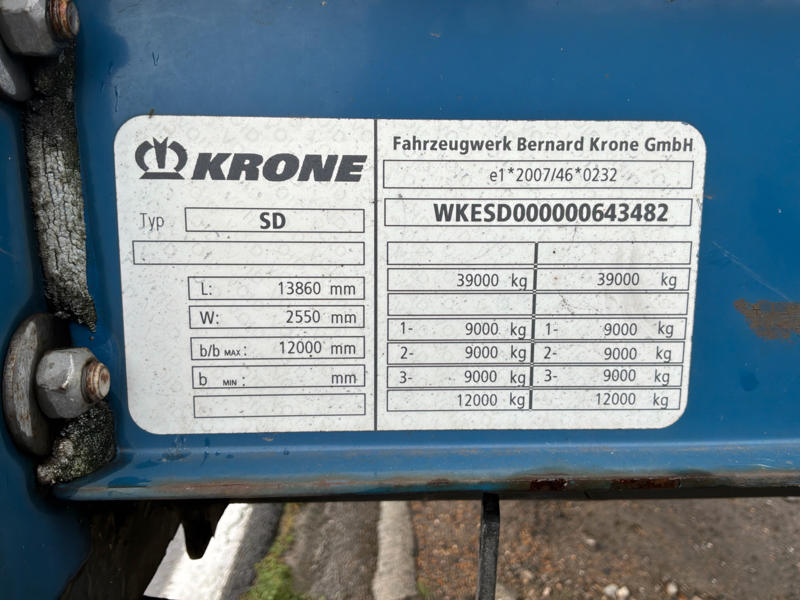 KRONE
Typ SD
L: 13860 mm
W: 2550 mm
b/b MAX : 12000 mm
b MIN : mm
Fahrzeugwerk Bernard Krone GmbH
e1*2007/46*0232
WKESD000000643482
39000 kg 39000 kg
1- 9000 kg 1- 9000 kg
2- 9000 kg 2- 9000 kg
3- 9000 kg 3- 9000 kg
12000 kg 12000 kg